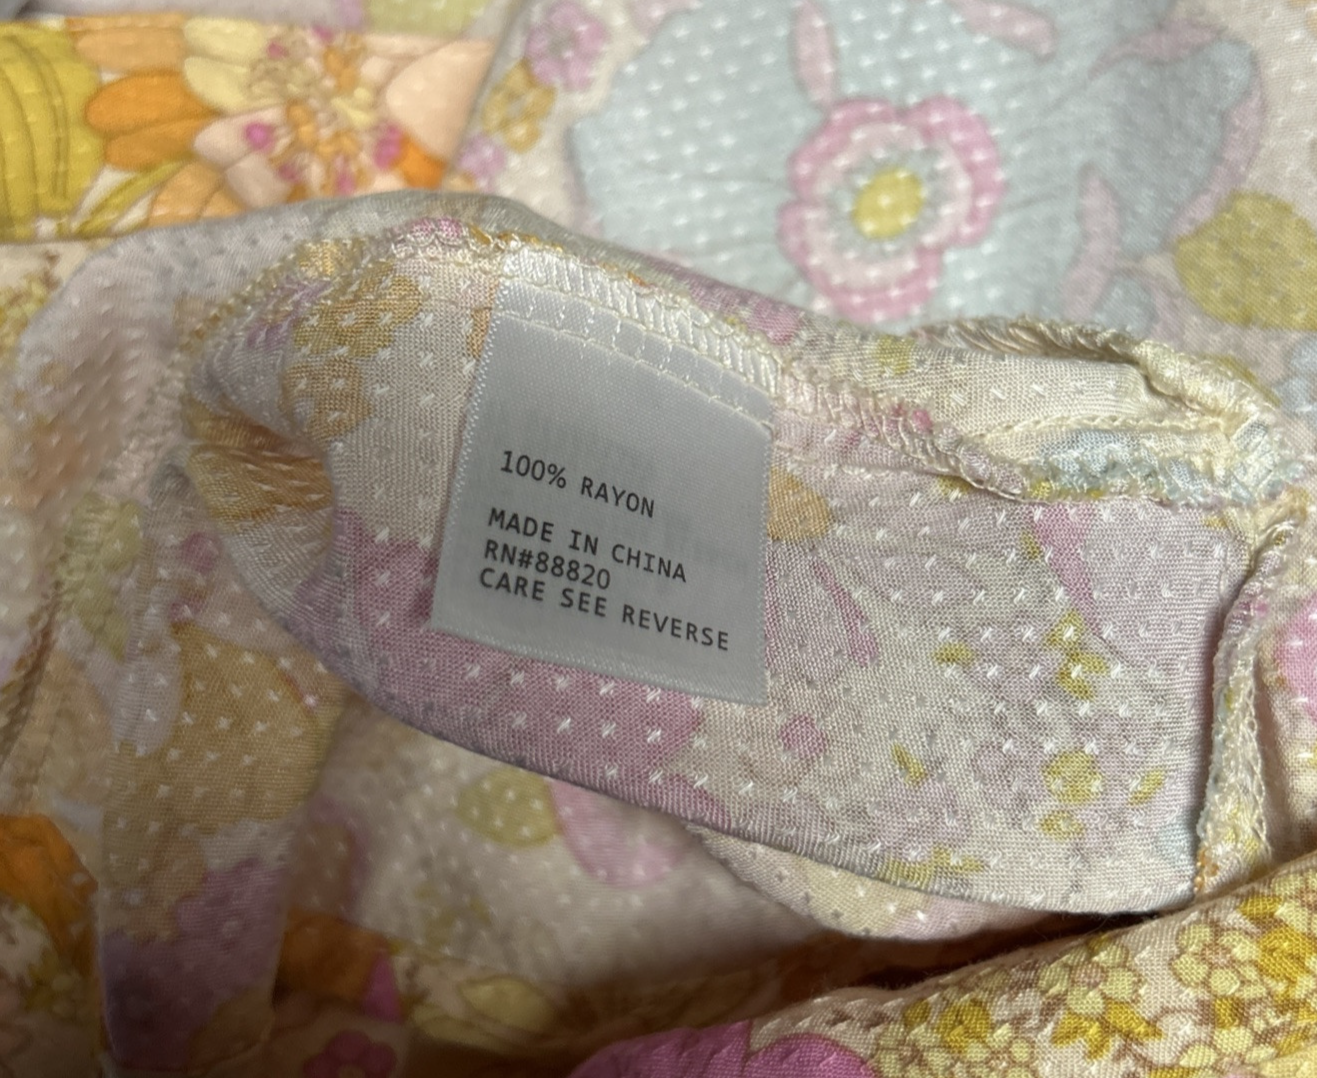 100% RAYON
MADE IN CHINA
RN#88820
CARE SEE REVERSE